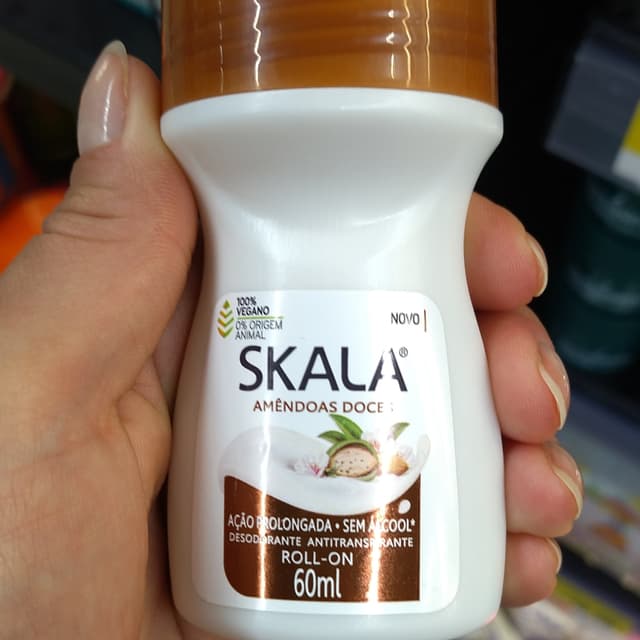 100%
VEGANO
0% ORIGEM
ANIMAL
NOVO
SKALA®
AMÊNDOAS DOCES
AÇÃO PROLONGADA • SEM ÁLCOOL*
DESODORANTE ANTITRANSPIRANTE
ROLL-ON
60ml